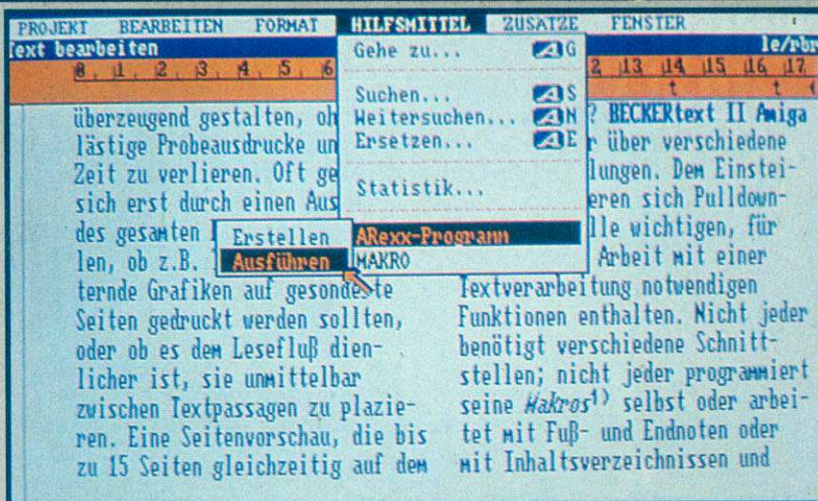 PROJEKT BEARBEITEN FORMAT HILFSMITTEL ZUSÄTZE FENSTER
Text bearbeiten
le/rbr
0 1 2 3 4 5 6
12 13 14 15 16 17
t t
Gehe zu... A G
Suchen... A S
Weitersuchen... A N
Ersetzen... A E
Statistik...
ARexx-Programm
MAKRO
Erstellen
Ausführen
überzeugend gestalten, oh
lästige Probeausdrucke un
Zeit zu verlieren. Oft ge
sich erst durch einen Aus
des gesamten
len, ob z.B.
ternde Grafiken auf gesonderte
Seiten gedruckt werden sollten,
oder ob es dem Lesefluß dien-
licher ist, sie unmittelbar
zwischen Textpassagen zu plazie-
ren. Eine Seitenvorschau, die bis
zu 15 Seiten gleichzeitig auf dem
? BECKERtext II Amiga
r über verschiedene
lungen. Dem Einstei-
eren sich Pulldown-
lle wichtigen, für
Arbeit mit einer
Textverarbeitung notwendigen
Funktionen enthalten. Nicht jeder
benötigt verschiedene Schnitt-
stellen; nicht jeder programmiert
seine Makros¹⁾ selbst oder arbei-
tet mit Fuß- und Endnoten oder
mit Inhaltsverzeichnissen und